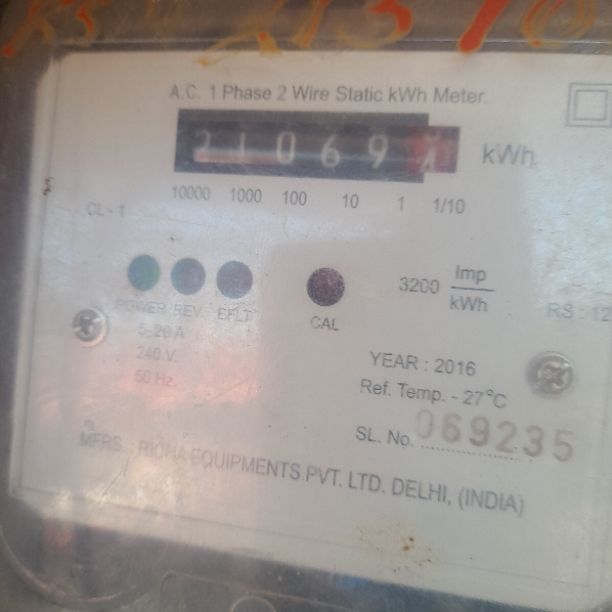 A.C. 1 Phase 2 Wire Static kWh Meter.
21069 kWh
10000 1000 100 10 1 1/10
CL-1
3200 Imp/kWh
POWER REV. EFLT CAL
5-20 A
240 V.
50 Hz.
YEAR : 2016
Ref. Temp. - 27°C
SL. No. 069235
MFRS. EQUIPMENTS PVT. LTD. DELHI, (INDIA)